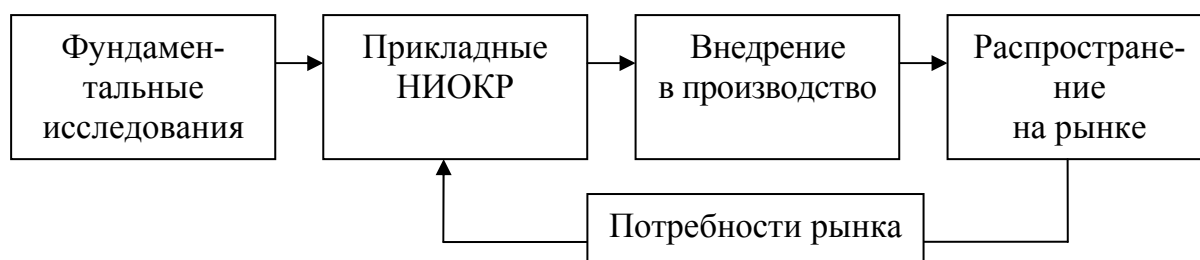 Фундамен-
тальные
исследования
Прикладные
НИОКР
Внедрение
в производство
Распростране-
ние
на рынке
Потребности рынка